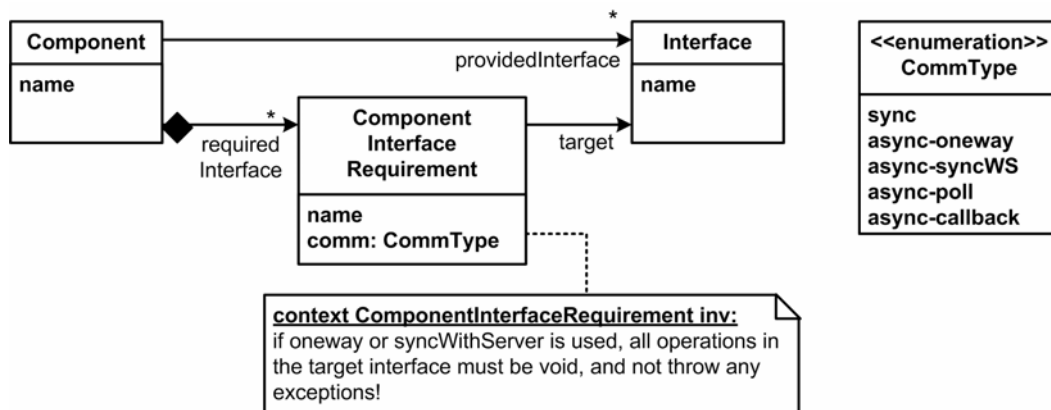 Component
name
*
providedInterface
Interface
name
<<enumeration>>
CommType
sync
async-oneway
async-syncWS
async-poll
async-callback
*
required
Interface
Component
Interface
Requirement
name
comm: CommType
target
context ComponentInterfaceRequirement inv:
if oneway or syncWithServer is used, all operations in
the target interface must be void, and not throw any
exceptions!